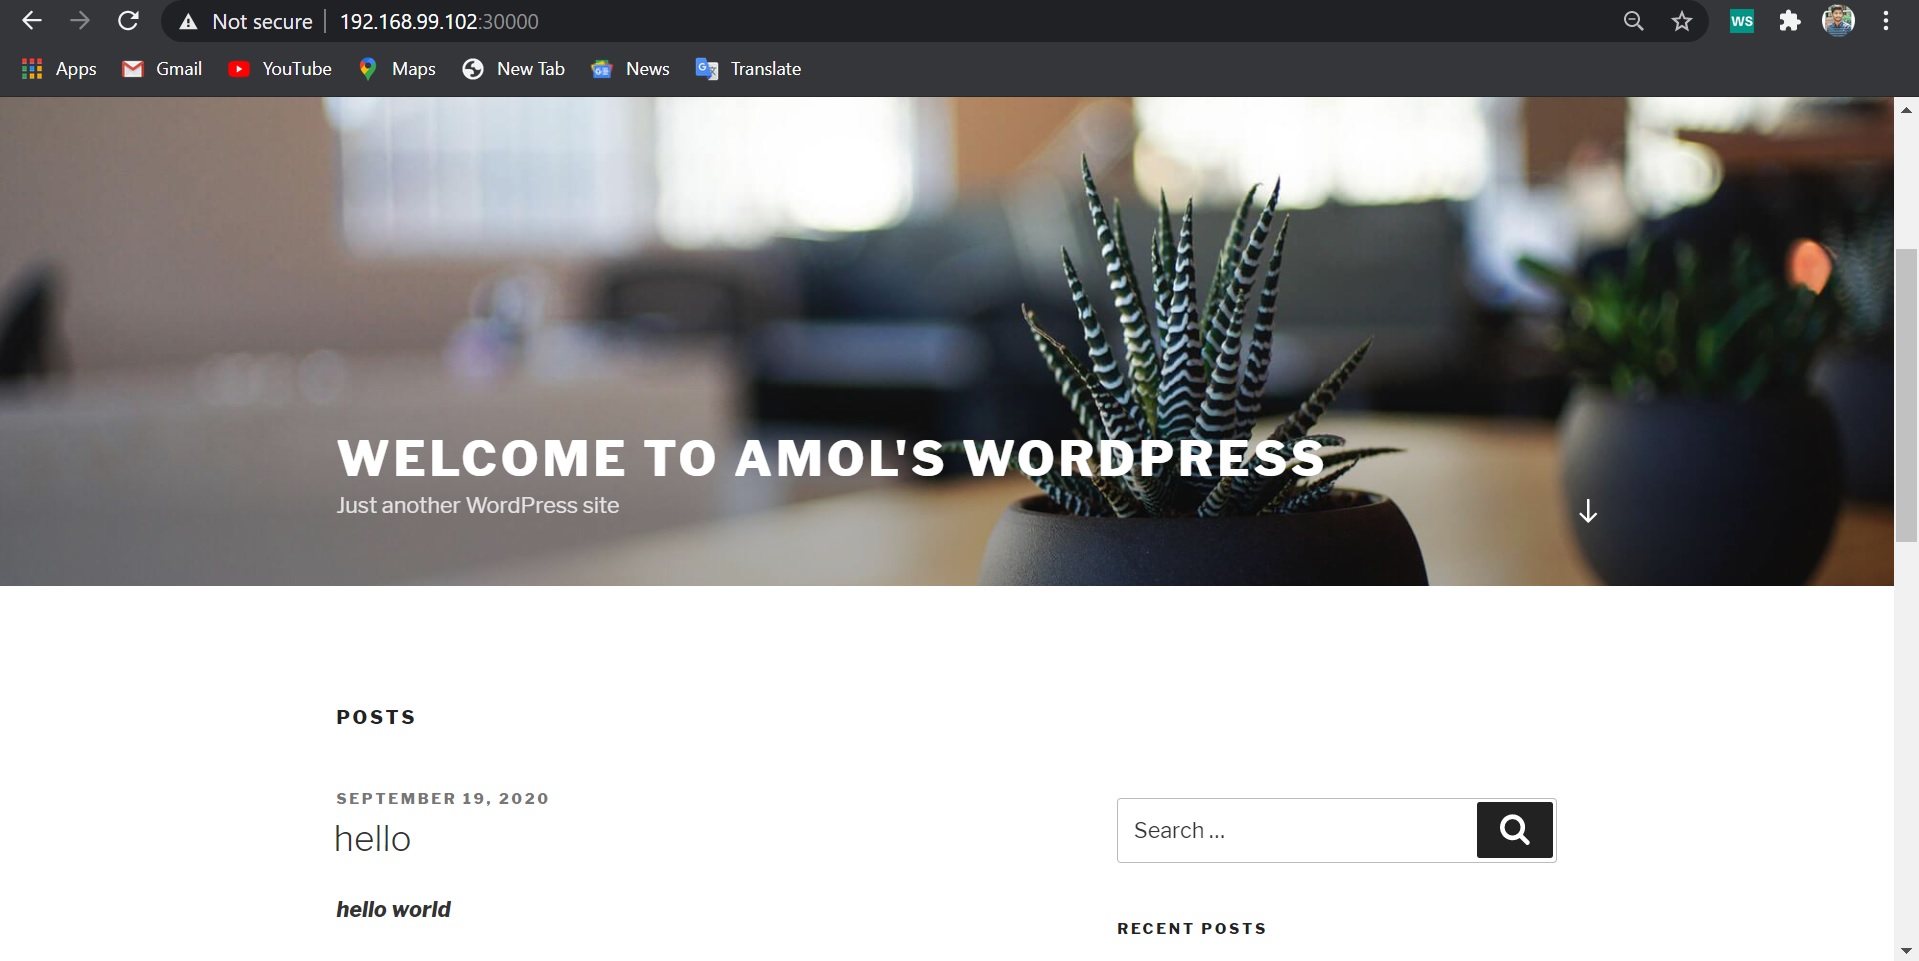 Not secure 192.168.99.102:30000
WS
Apps Gmail YouTube Maps New Tab News Translate
WELCOME TO AMOL'S WORDPRESS
Just another WordPress site
POSTS
SEPTEMBER 19, 2020
hello
Search …
hello world
RECENT POSTS